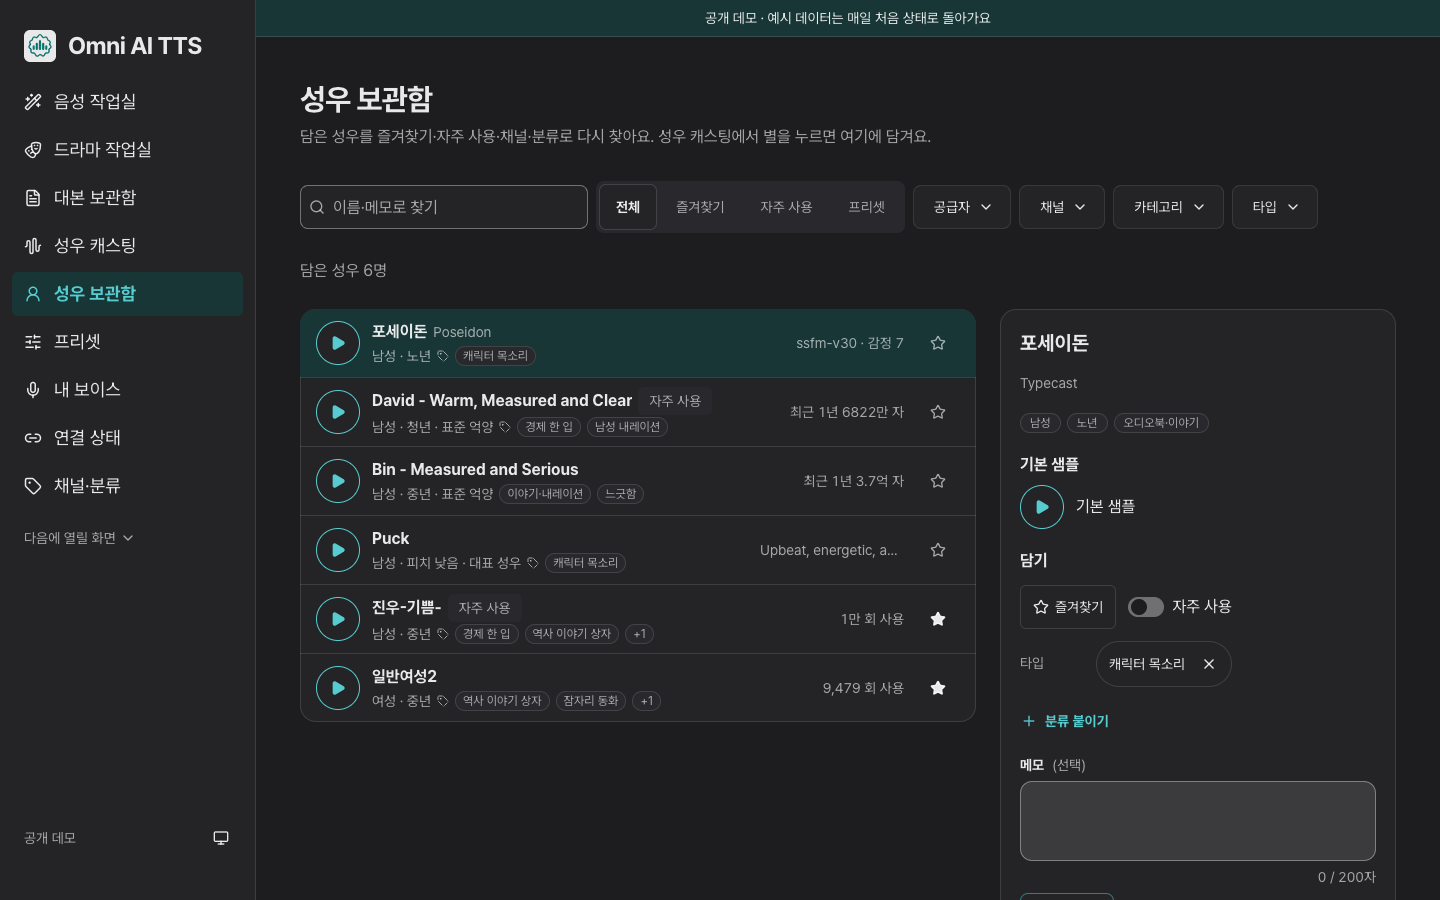 공개 데모 · 예시 데이터는 매일 처음 상태로 돌아가요
Omni AI TTS
음성 작업실
드라마 작업실
대본 보관함
성우 캐스팅
성우 보관함
프리셋
내 보이스
연결 상태
채널·분류
다음에 열릴 화면
공개 데모
성우 보관함
담은 성우를 즐겨찾기·자주 사용·채널·분류로 다시 찾아요. 성우 캐스팅에서 별을 누르면 여기에 담겨요.
이름·메모로 찾기
전체 즐겨찾기 자주 사용 프리셋 공급자 채널 카테고리 타입
담은 성우 6명
포세이돈 Poseidon
남성 · 노년 캐릭터 목소리
ssfm-v30 · 감정 7
David - Warm, Measured and Clear 자주 사용
남성 · 청년 · 표준 억양 경제 한 입 남성 내레이션
최근 1년 6822만 자
Bin - Measured and Serious
남성 · 중년 · 표준 억양 이야기·내레이션 느긋함
최근 1년 3.7억 자
Puck
남성 · 피치 낮음 · 대표 성우 캐릭터 목소리
Upbeat, energetic, a...
진우-기쁨- 자주 사용
남성 · 중년 경제 한 입 역사 이야기 상자 +1
1만 회 사용
일반여성2
여성 · 중년 역사 이야기 상자 잠자리 동화 +1
9,479 회 사용
포세이돈
Typecast
남성 노년 오디오북·이야기
기본 샘플
기본 샘플
담기
즐겨찾기 자주 사용
타입 캐릭터 목소리
분류 붙이기
메모 (선택)
0 / 200자